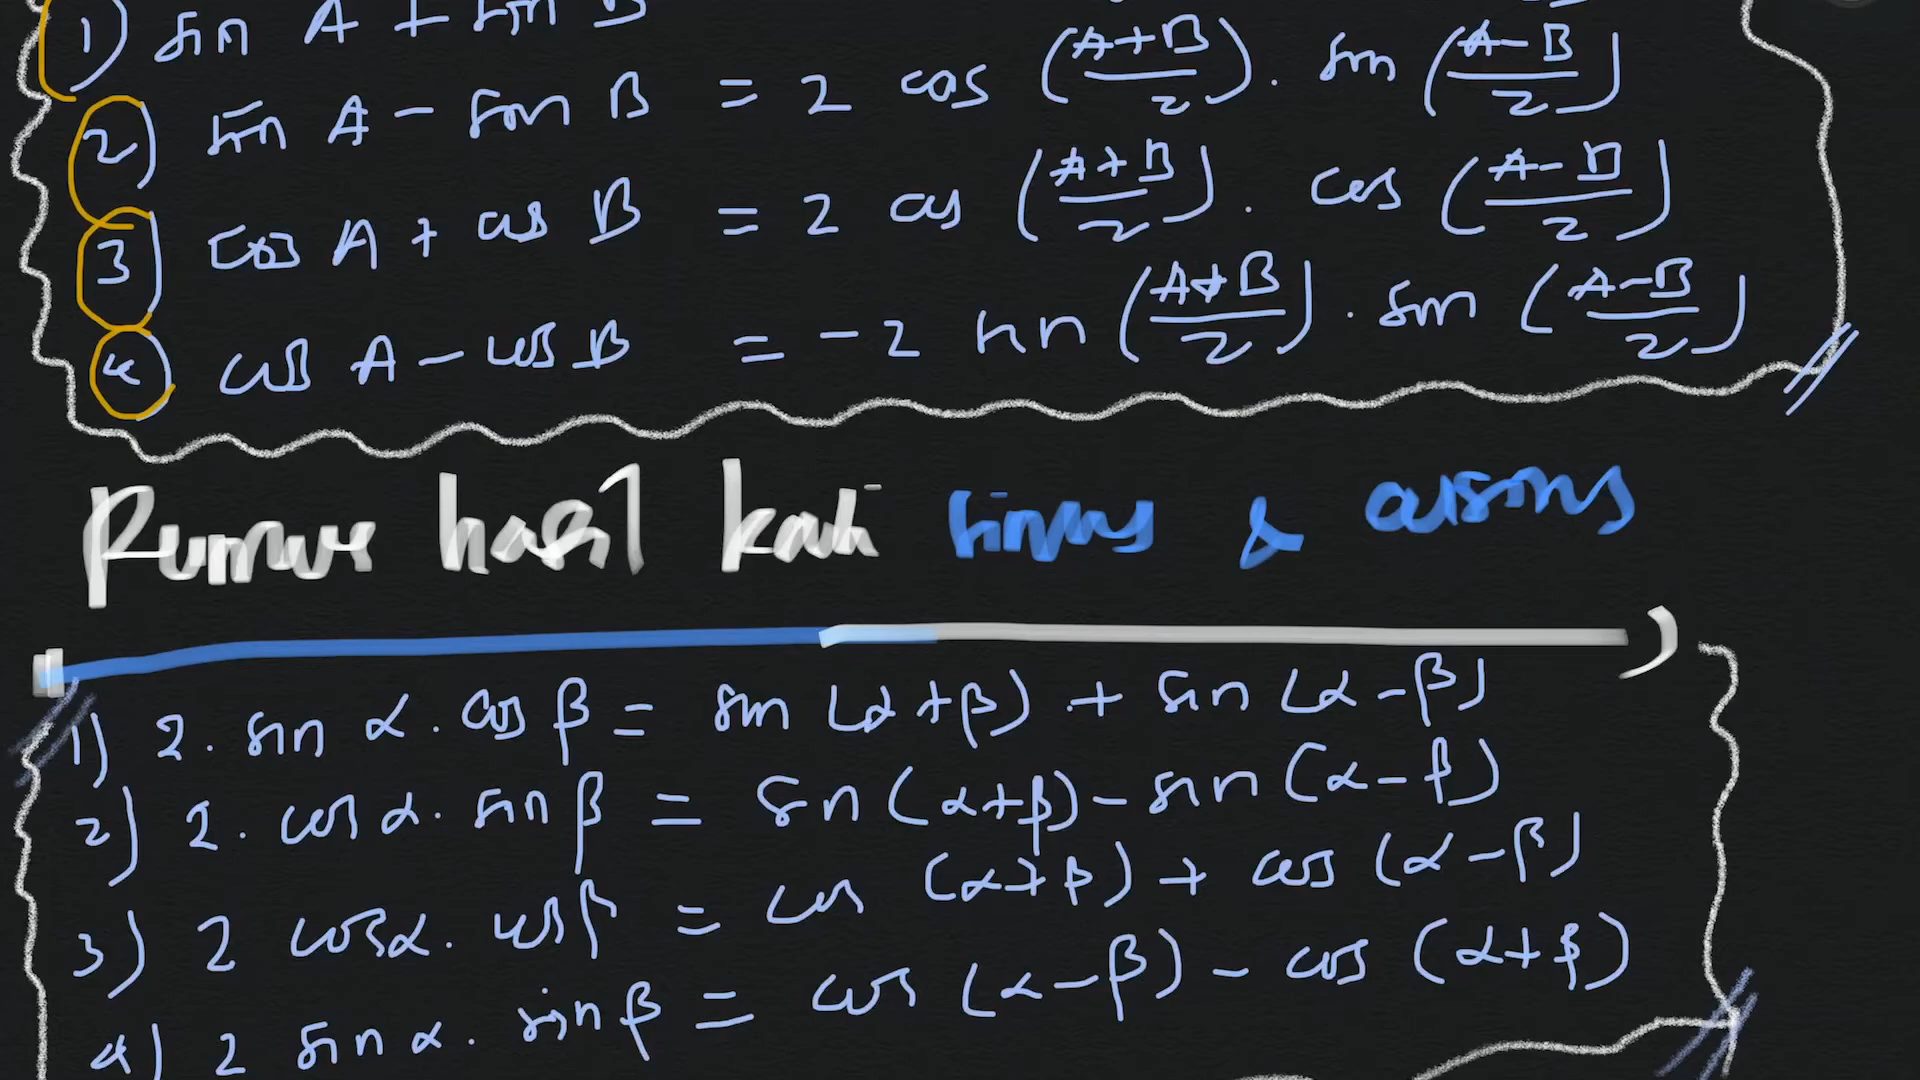 1) sin A + sin B
2) sin A - sin B = 2 cos (A+B/2) . sin (A-B/2)
3) cos A + cos B = 2 cos (A+B/2) . cos (A-B/2)
4) cos A - cos B = -2 sin (A+B/2) . sin (A-B/2)
Rumus hasil kali sinus & cosinus
1) 2. sin α . cos β = sin (α+β) + sin (α-β)
2) 2. cos α. sin β = sin (α+β) - sin (α-β)
3) 2 cos α. cos β = cos (α+β) + cos (α-β)
4) 2 sin α. sin β = cos (α-β) - cos (α+β)